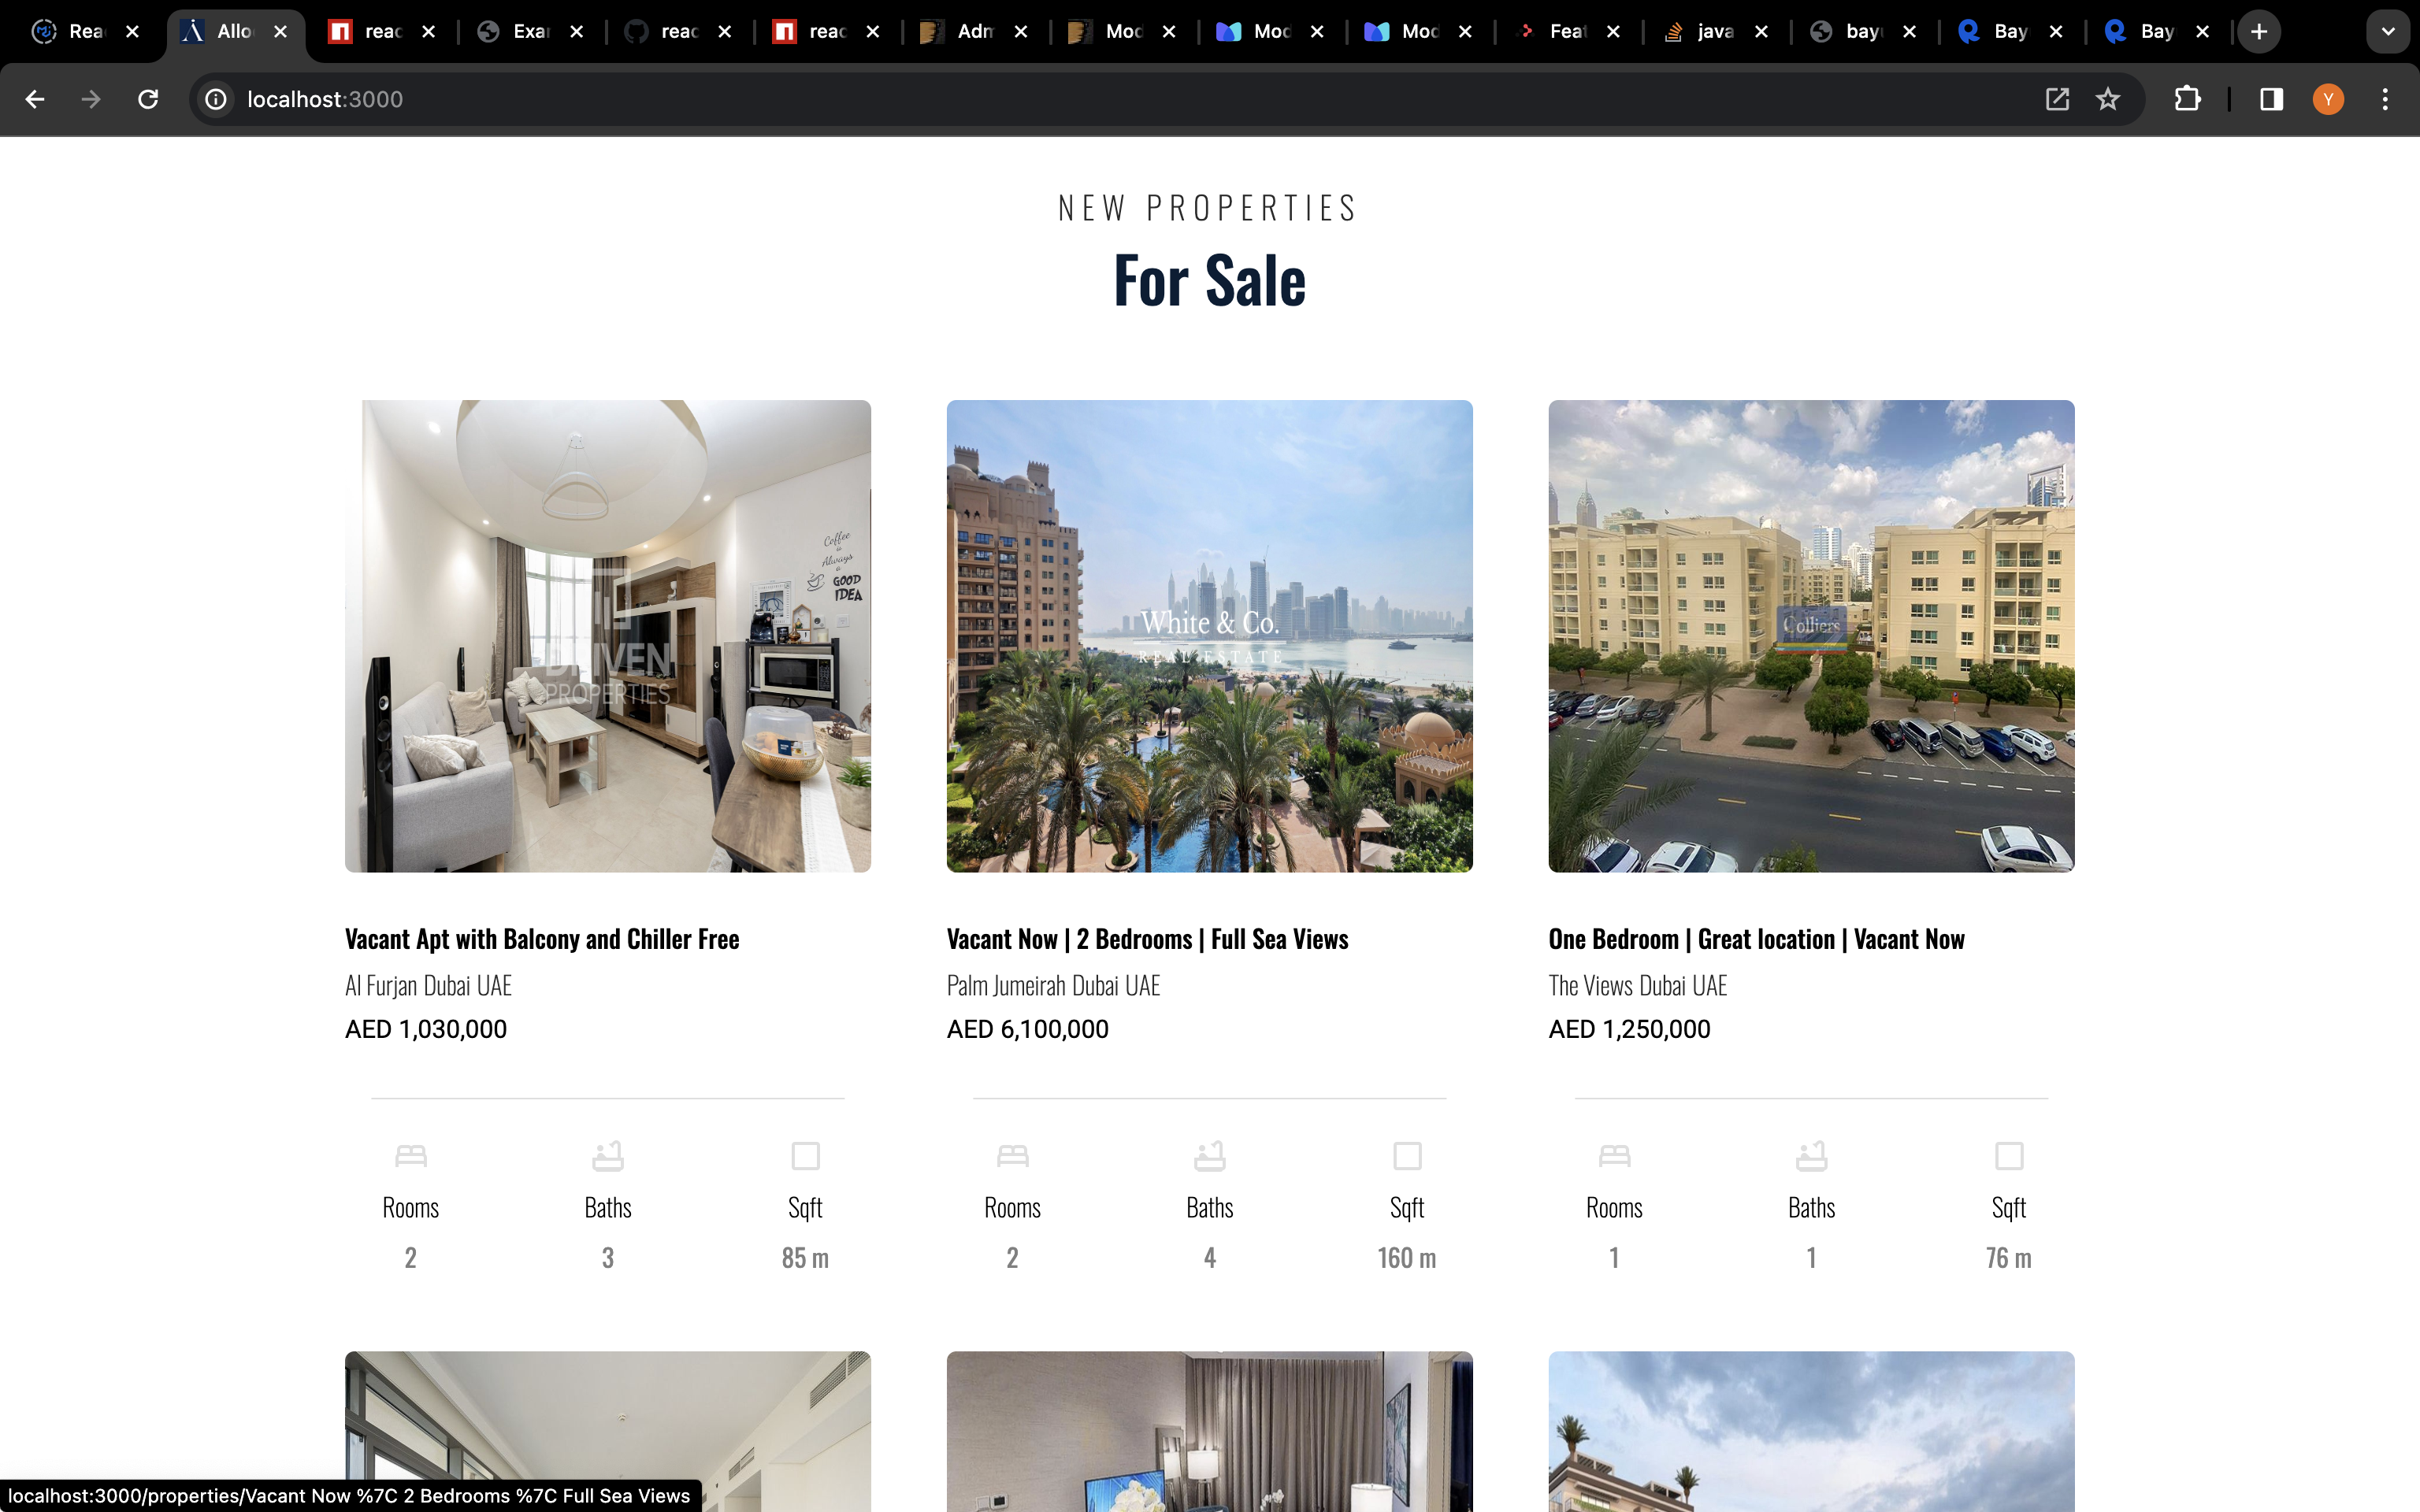 Rea
Allo
reac
Exar
reac
reac
Adm
Mod
Mod
Mod
Feat
java
bayu
Bay
Bay
localhost:3000
Y
NEW PROPERTIES
For Sale
Coffee
is
Always
a
GOOD
IDEA
DRIVEN
PROPERTIES
White & Co.
REAL ESTATE
Colliers
Vacant Apt with Balcony and Chiller Free
Al Furjan Dubai UAE
AED 1,030,000
Vacant Now | 2 Bedrooms | Full Sea Views
Palm Jumeirah Dubai UAE
AED 6,100,000
One Bedroom | Great location | Vacant Now
The Views Dubai UAE
AED 1,250,000
Rooms Baths Sqft
2 3 85 m
Rooms Baths Sqft
2 4 160 m
Rooms Baths Sqft
1 1 76 m
localhost:3000/properties/Vacant Now %7C 2 Bedrooms %7C Full Sea Views